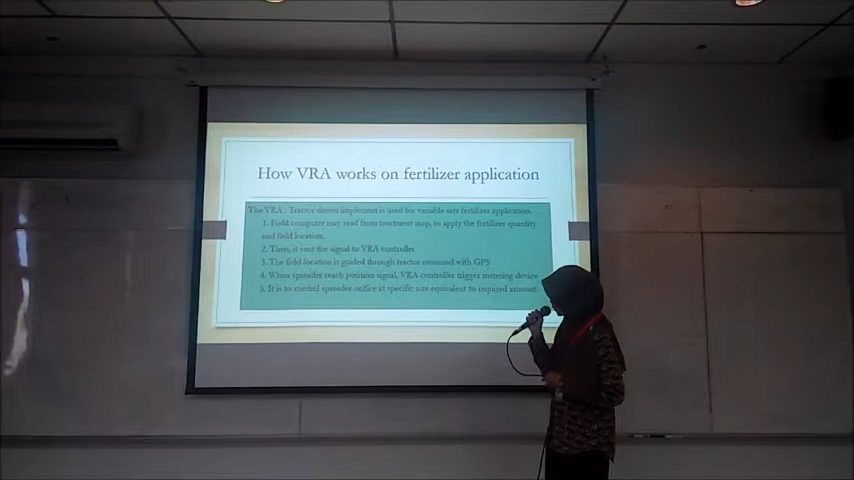 How VRA works on fertilizer application
The VRA : Tractor driven implement is used for variable rate fertilizer application.
1. Field computer may read from treatment map, to apply the fertilizer quantity
and field location.
2. Then, it sent the signal to VRA controller.
3. The field location is guided through tractor mounted with GPS
4. When spreader reach position signal, VRA controller trigger metering device
5. It is to control spreader orifice at specific size equivalent to required amount.